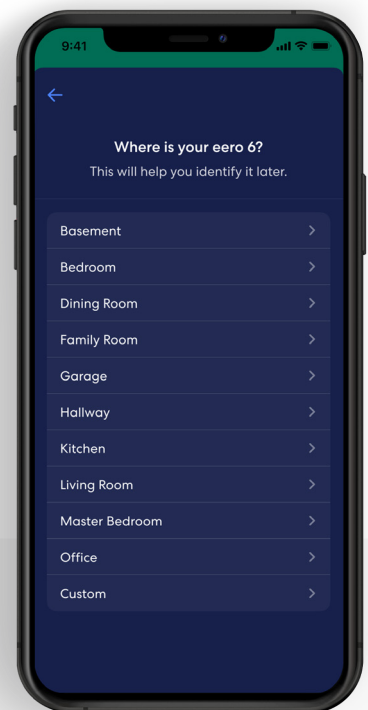 9:41
Where is your eero 6?
This will help you identify it later.
Basement
Bedroom
Dining Room
Family Room
Garage
Hallway
Kitchen
Living Room
Master Bedroom
Office
Custom